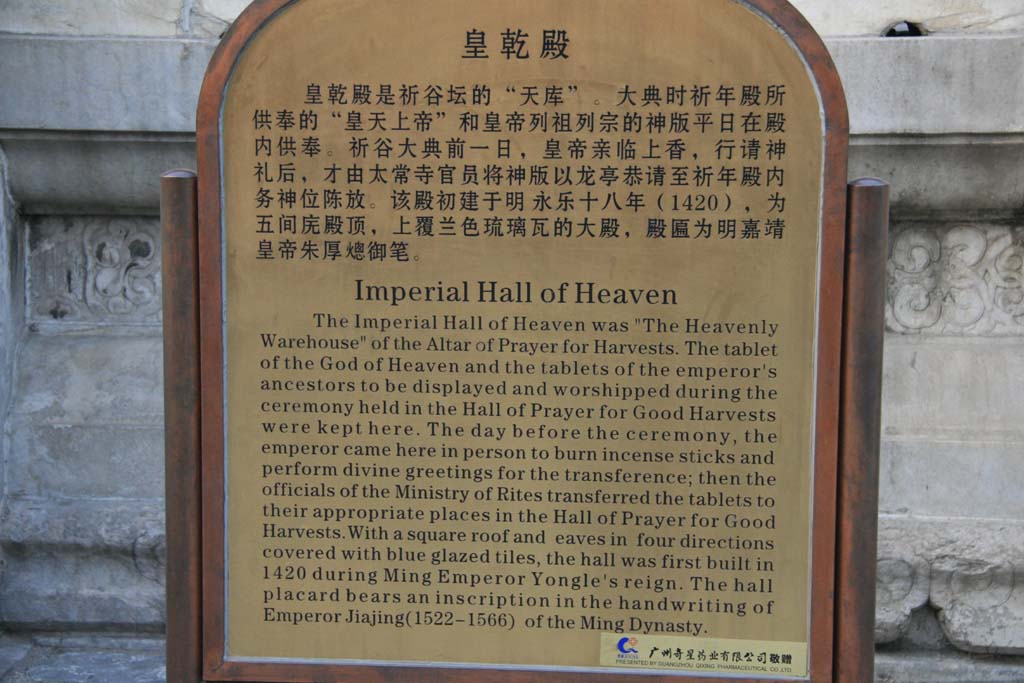 皇乾殿
皇乾殿是祈谷坛的“天库”。大典时祈年殿所
供奉的“皇天上帝”和皇帝列祖列宗的神版平日在殿
内供奉。祈谷大典前一日，皇帝亲临上香，行请神
礼后，才由太常寺官员将神版以龙亭恭请至祈年殿内
务神位陈放。该殿初建于明 永乐十八年（1420），为
五间庑殿顶，上覆兰色琉璃瓦的大殿，殿匾为明嘉靖
皇帝朱厚熜御笔。
Imperial Hall of Heaven
The Imperial Hall of Heaven was "The Heavenly
Warehouse" of the Altar of Prayer for Harvests. The tablet
of the God of Heaven and the tablets of the emperor's
ancestors to be displayed and worshipped during the
ceremony held in the Hall of Prayer for Good Harvests
were kept here. The day before the ceremony, the
emperor came here in person to burn incense sticks and
perform divine greetings for the transference; then the
officials of the Ministry of Rites transferred the tablets to
their appropriate places in the Hall of Prayer for Good
Harvests.With a square roof and eaves in four directions
covered with blue glazed tiles, the hall was first built in
1420 during Ming Emperor Yongle's reign. The hall
placard bears an inscription in the handwriting of
Emperor Jiajing(1522-1566) of the Ming Dynasty.
广州奇星药业有限公司敬赠
PRESENTED BY GUANGZHOU QIXING PHARMACEUTICAL CO.,LTD.